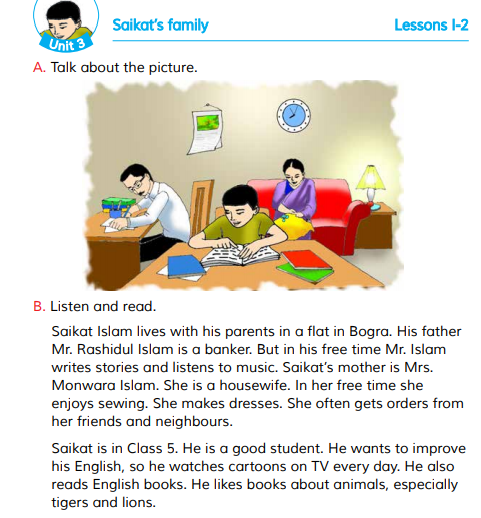 Unit 3
Saikat's family
Lessons 1-2
A. Talk about the picture.
B. Listen and read.
Saikat Islam lives with his parents in a flat in Bogra. His father
Mr. Rashidul Islam is a banker. But in his free time Mr. Islam
writes stories and listens to music. Saikat's mother is Mrs.
Monwara Islam. She is a housewife. In her free time she
enjoys sewing. She makes dresses. She often gets orders from
her friends and neighbours.
Saikat is in Class 5. He is a good student. He wants to improve
his English, so he watches cartoons on TV every day. He also
reads English books. He likes books about animals, especially
tigers and lions.